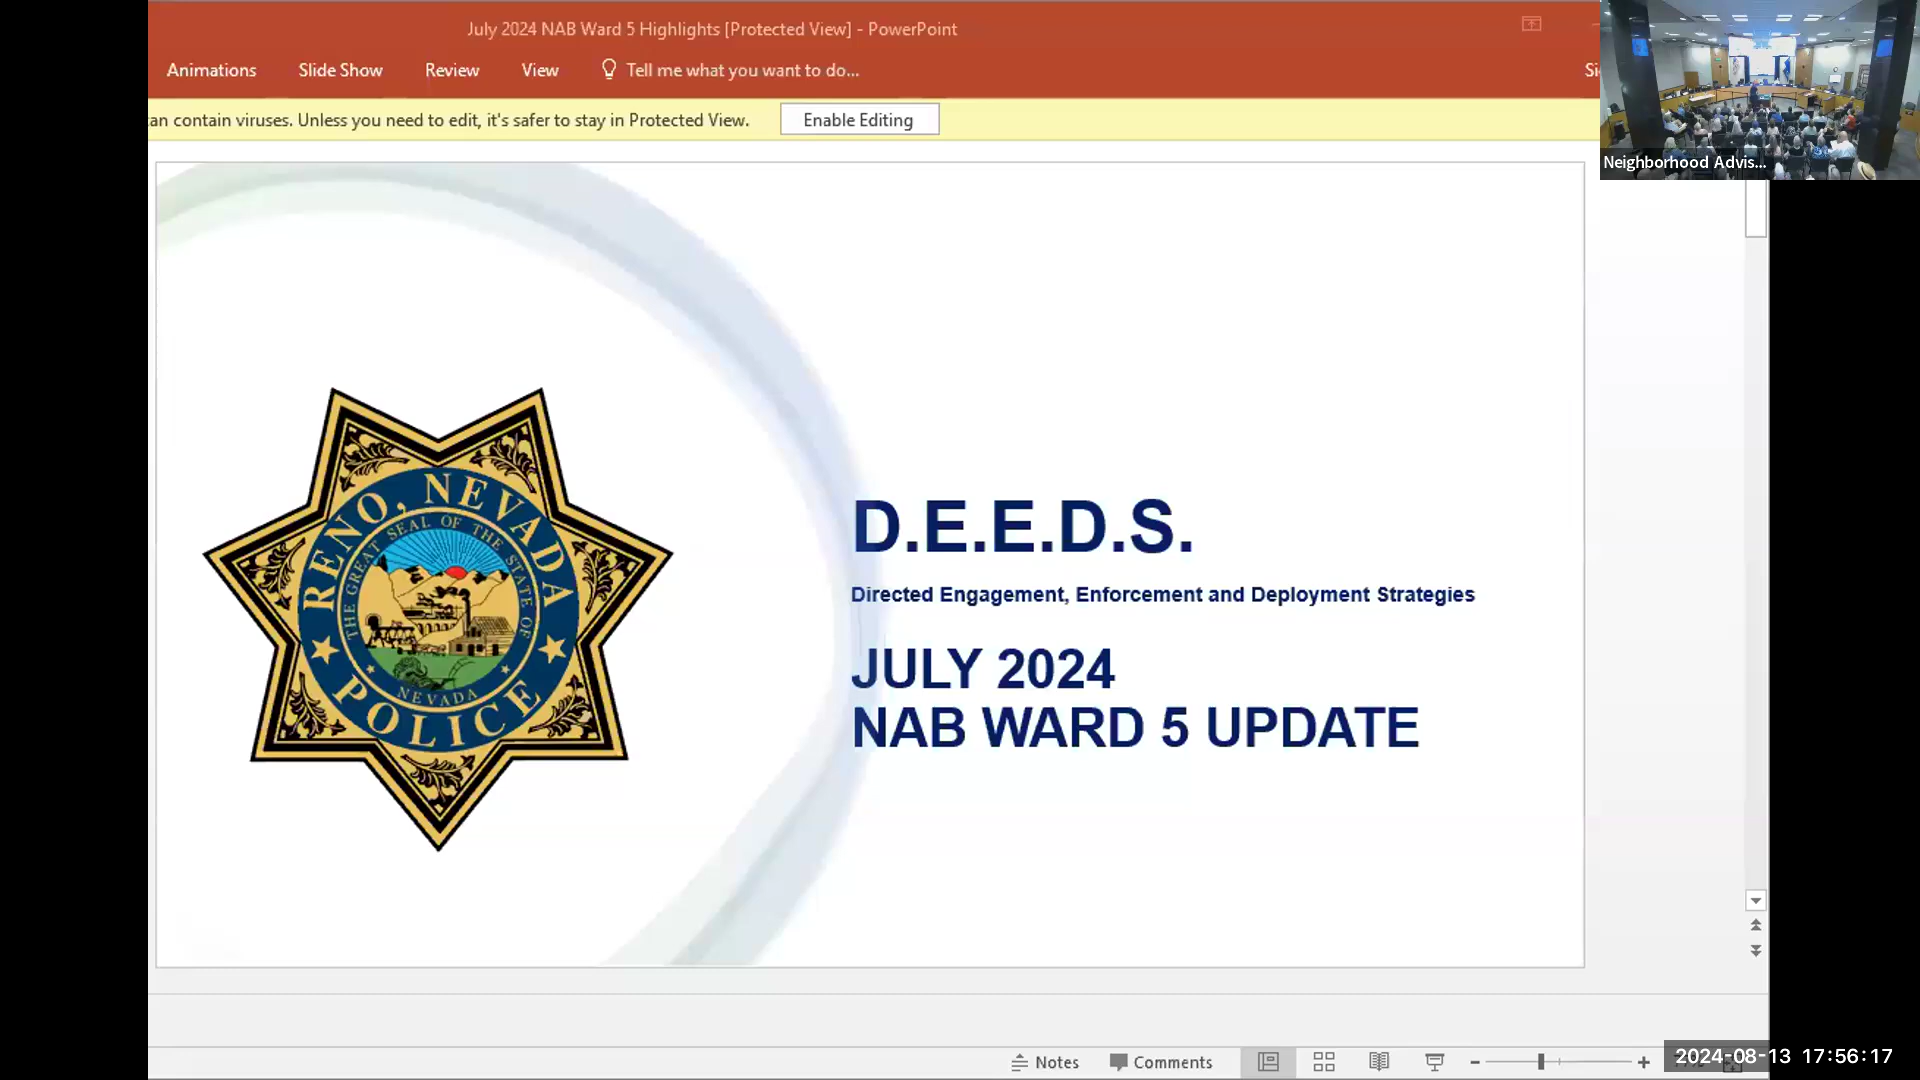 July 2024 NAB Ward 5 Highlights [Protected View] - PowerPoint
Animations Slide Show Review View Tell me what you want to do...
an contain viruses. Unless you need to edit, it's safer to stay in Protected View. Enable Editing
Neighborhood Advis...
RENO, NEVADA
THE GREAT SEAL OF THE STATE OF
NEVADA
POLICE
D.E.E.D.S.
Directed Engagement, Enforcement and Deployment Strategies
JULY 2024
NAB WARD 5 UPDATE
Notes Comments
2024-08-13 17:56:17